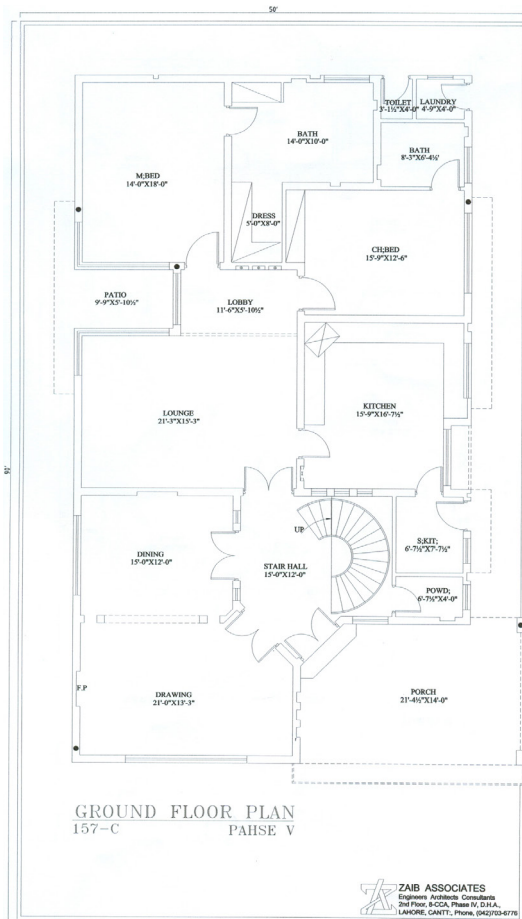 50'
TOILET
3'-1½"X4'-0"
LAUNDRY
4'-9"X4'-0"
BATH
14'-0"X10'-0"
BATH
8'-3"X6'-4½'
M;BED
14'-0"X18'-0"
DRESS
5'-0"X8'-0"
CH;BED
15'-9"X12'-6"
PATIO
9'-9"X5'-10½"
LOBBY
11'-6"X5'-10½"
LOUNGE
21'-3"X15'-3"
KITCHEN
15'-9"X16'-7½"
90'
UP
DINING
15'-0"X12'-0"
STAIR HALL
15'-0"X12'-0"
S;KIT;
6'-7½"X7'-7½"
POWD;
6'-7½"X4'-0"
F.P
DRAWING
21'-0"X13'-3"
PORCH
21'-4½"X14'-0"
GROUND FLOOR PLAN
157-C PAHSE V
ZAIB ASSOCIATES
Engineers Architects Consultants
2nd Floor, 8-CCA, Phase IV, D.H.A.,
LAHORE, CANTT;, Phone, (042)703-6776